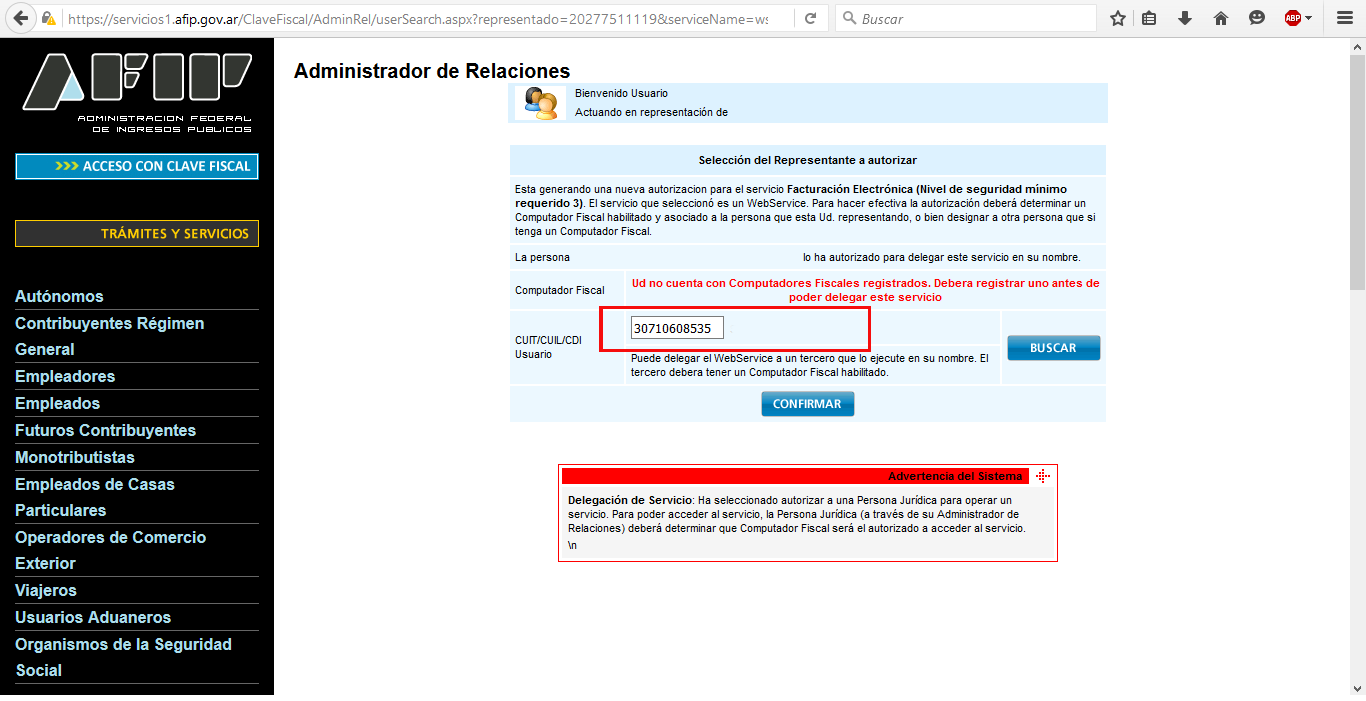 https://servicios1.afip.gov.ar/ClaveFiscal/AdminRel/userSearch.aspx?representado=20277511119&serviceName=ws
Buscar
ABP
AFIP
ADMINISTRACION FEDERAL
DE INGRESOS PUBLICOS
>>> ACCESO CON CLAVE FISCAL
TRÁMITES Y SERVICIOS
Autónomos
Contribuyentes Régimen
General
Empleadores
Empleados
Futuros Contribuyentes
Monotributistas
Empleados de Casas
Particulares
Operadores de Comercio
Exterior
Viajeros
Usuarios Aduaneros
Organismos de la Seguridad
Social
Administrador de Relaciones
Bienvenido Usuario
Actuando en representación de
Selección del Representante a autorizar
Esta generando una nueva autorizacion para el servicio Facturación Electrónica (Nivel de seguridad mínimo
requerido 3). El servicio que seleccionó es un WebService. Para hacer efectiva la autorización deberá determinar un
Computador Fiscal habilitado y asociado a la persona que esta Ud. representando, o bien designar a otra persona que si
tenga un Computador Fiscal.
La persona lo ha autorizado para delegar este servicio en su nombre.
Computador Fiscal
Ud no cuenta con Computadores Fiscales registrados. Debera registrar uno antes de
poder delegar este servicio
CUIT/CUIL/CDI
Usuario
30710608535
Puede delegar el WebService a un tercero que lo ejecute en su nombre. El
tercero debera tener un Computador Fiscal habilitado.
BUSCAR
CONFIRMAR
Advertencia del Sistema
Delegación de Servicio: Ha seleccionado autorizar a una Persona Jurídica para operar un
servicio. Para poder acceder al servicio, la Persona Jurídica (a través de su Administrador de
Relaciones) deberá determinar que Computador Fiscal será el autorizado a acceder al servicio.
\n